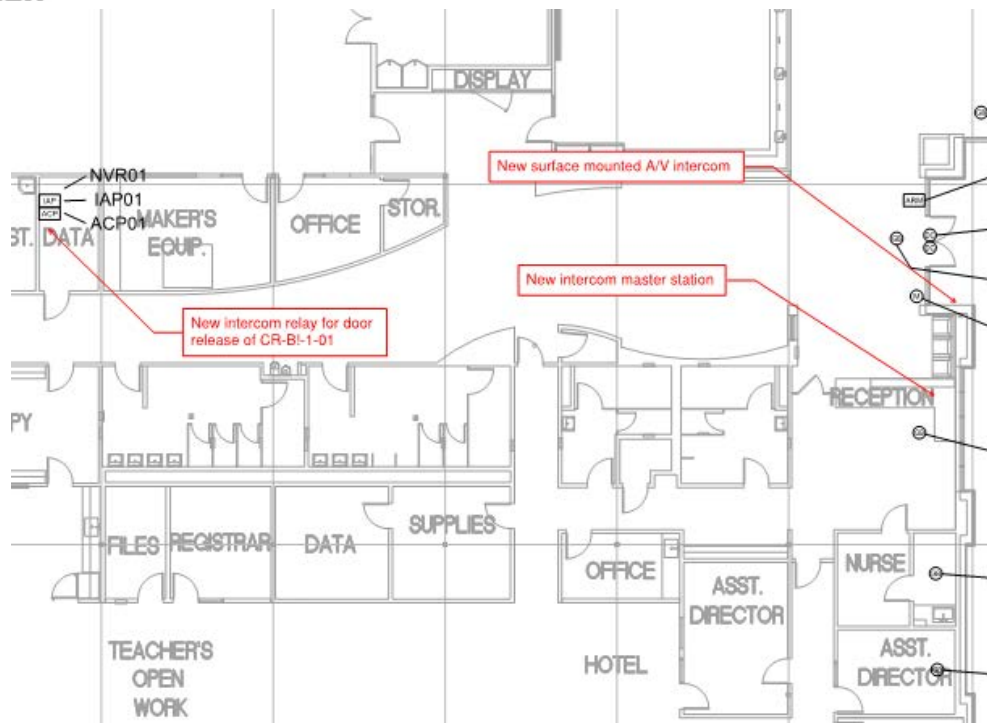 DISPLAY
New surface mounted A/V intercom
NVR01
IAP
IAP01
ACP
ACP01
ARM
MAKER'S
EQUIP.
OFFICE
STOR.
ST.
DATA
New intercom master station
M
New intercom relay for door
release of CR-B!-1-01
RECEPTION
PY
FILES
REGISTRAR
DATA
SUPPLIES
OFFICE
NURSE
ASST.
DIRECTOR
ASST.
DIRECTOR
TEACHER'S
OPEN
WORK
HOTEL